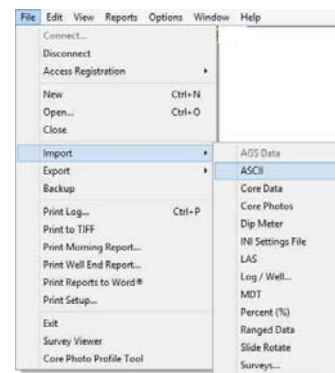 File Edit View Reports Options Window Help
Connect...
Disconnect
Access Registration
New Ctrl+N
Open... Ctrl+O
Close
Import
Export
Backup
Print Log... Ctrl+P
Print to TIFF
Print Morning Report...
Print Well End Report...
Print Reports to Word®
Print Setup...
Exit
Survey Viewer
Core Photo Profile Tool
AGS Data
ASCII
Core Data
Core Photos
Dip Meter
INI Settings File
LAS
Log / Well...
MDT
Percent (%)
Ranged Data
Slide Rotate
Surveys...